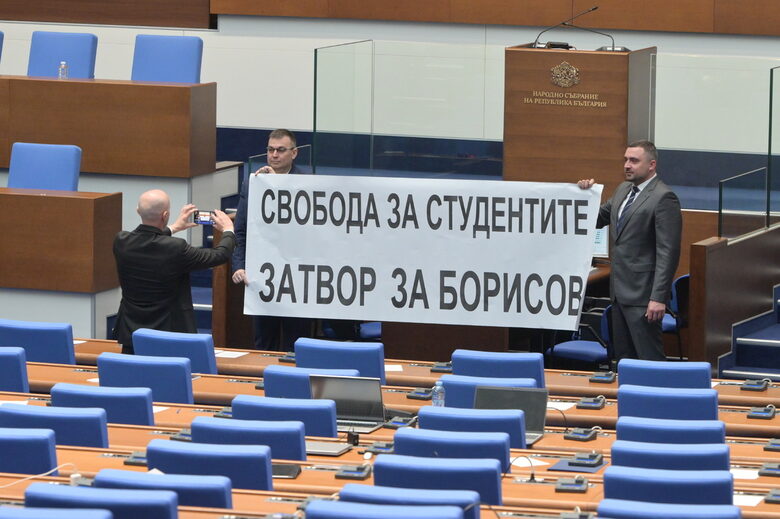 НАРОДНО СЪБРАНИЕ
НА РЕПУБЛИКА БЪЛГАРИЯ
СВОБОДА ЗА СТУДЕНТИТЕ
ЗАТВОР ЗА БОРИСОВ